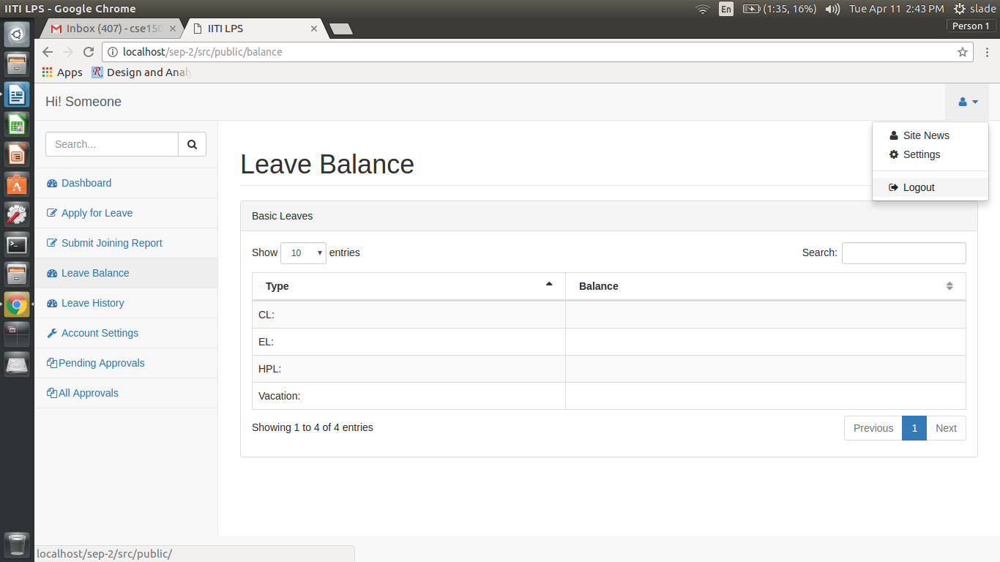 IITI LPS - Google Chrome
En (1:35, 16%) Tue Apr 11 2:43 PM slade
Inbox (407) - cse150
IITI LPS
Person 1
localhost/sep-2/src/public/balance
Apps Design and Analy
Hi! Someone
Site News
Settings
Logout
Search...
Dashboard
Apply for Leave
Submit Joining Report
Leave Balance
Leave History
Account Settings
Pending Approvals
All Approvals
Leave Balance
Basic Leaves
Show 10 entries
Search:
Type Balance
CL:
EL:
HPL:
Vacation:
Showing 1 to 4 of 4 entries
Previous 1 Next
localhost/sep-2/src/public/